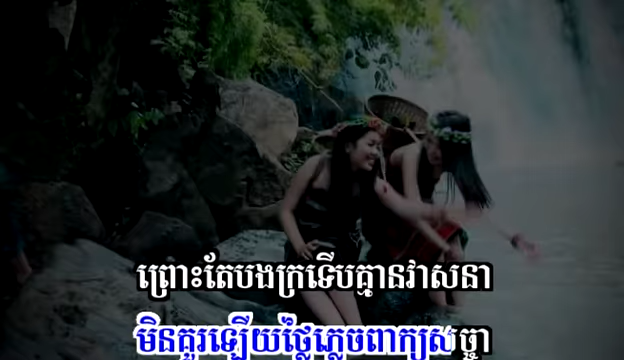 ព្រោះតែបងក្រទើបគ្មានវាសនា
មិនគួរឡើយថ្លៃភ្លេចពាក្យសច្ចា